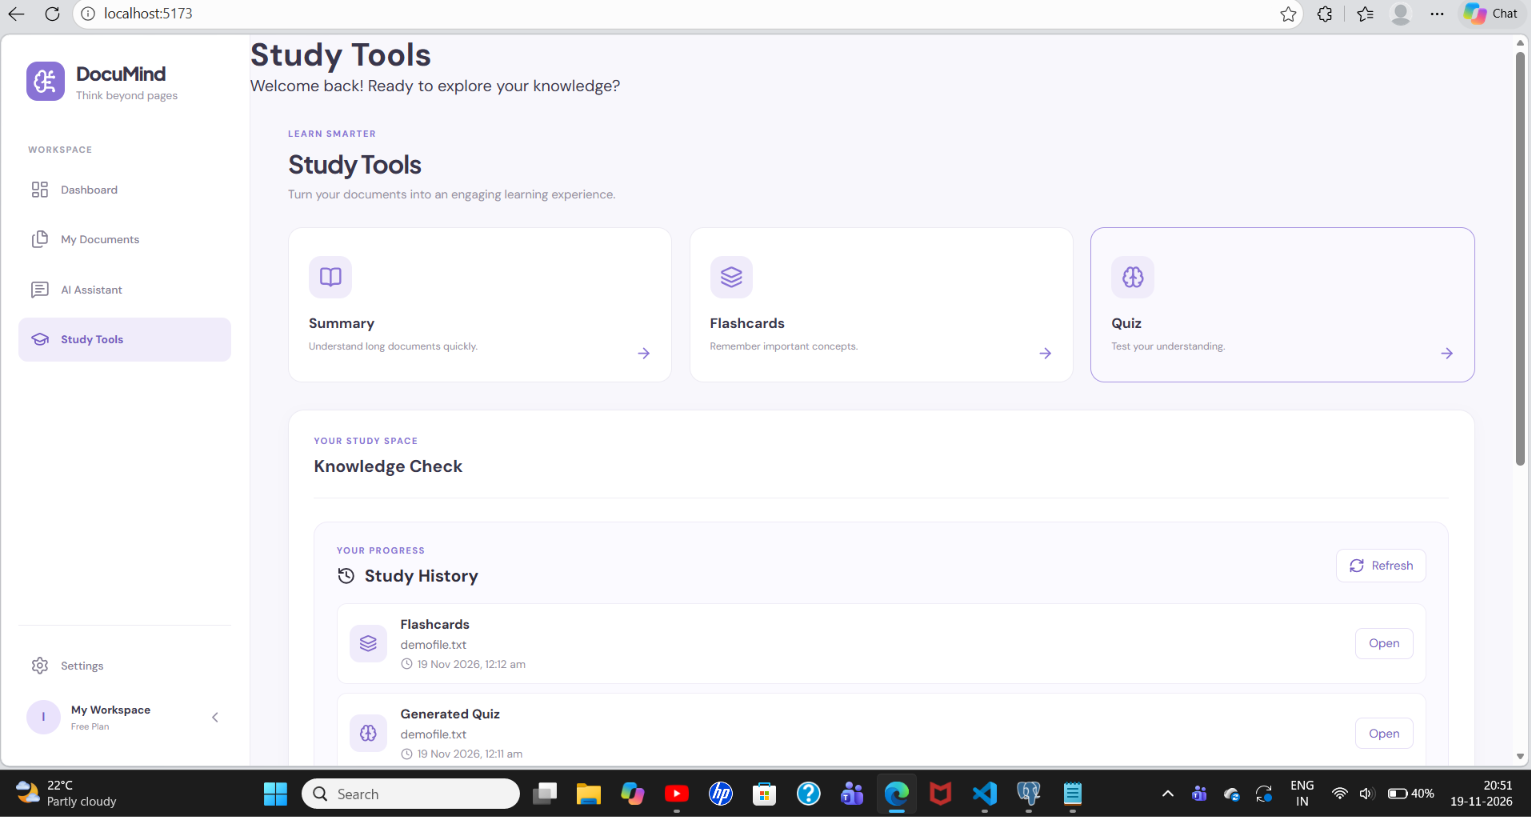 localhost:5173
Chat
DocuMind
Think beyond pages
WORKSPACE
Dashboard
My Documents
AI Assistant
Study Tools
Settings
I
My Workspace
Free Plan
Study Tools
Welcome back! Ready to explore your knowledge?
LEARN SMARTER
Study Tools
Turn your documents into an engaging learning experience.
Summary
Understand long documents quickly.
Flashcards
Remember important concepts.
Quiz
Test your understanding.
YOUR STUDY SPACE
Knowledge Check
YOUR PROGRESS
Study History
Refresh
Flashcards
demofile.txt
19 Nov 2026, 12:12 am
Open
Generated Quiz
demofile.txt
19 Nov 2026, 12:11 am
Open
22°C
Partly cloudy
Search
hp
ENG
IN
40%
20:51
19-11-2026